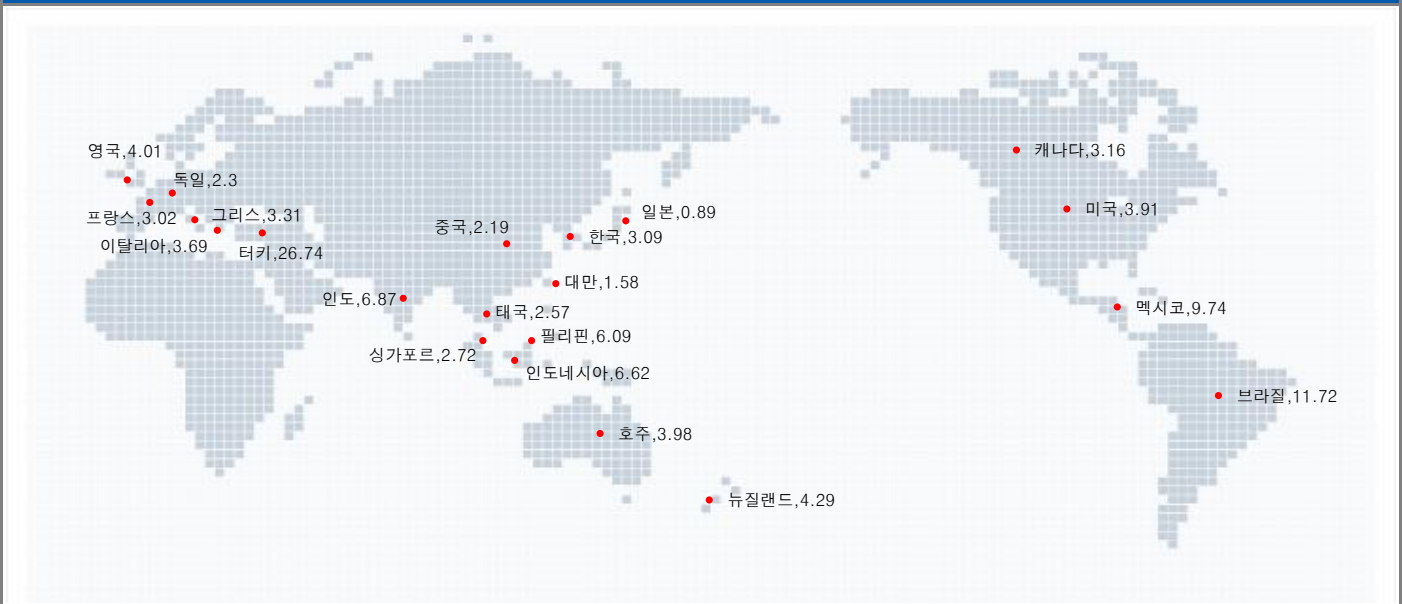 영국,4.01
캐나다,3.16
독일,2.3
미국,3.91
일본,0.89
그리스,3.31
프랑스,3.02
중국,2.19
한국,3.09
이탈리아,3.69
터키,26.74
대만,1.58
인도,6.87
멕시코,9.74
태국,2.57
필리핀,6.09
싱가포르,2.72
인도네시아,6.62
브라질,11.72
호주,3.98
뉴질랜드,4.29